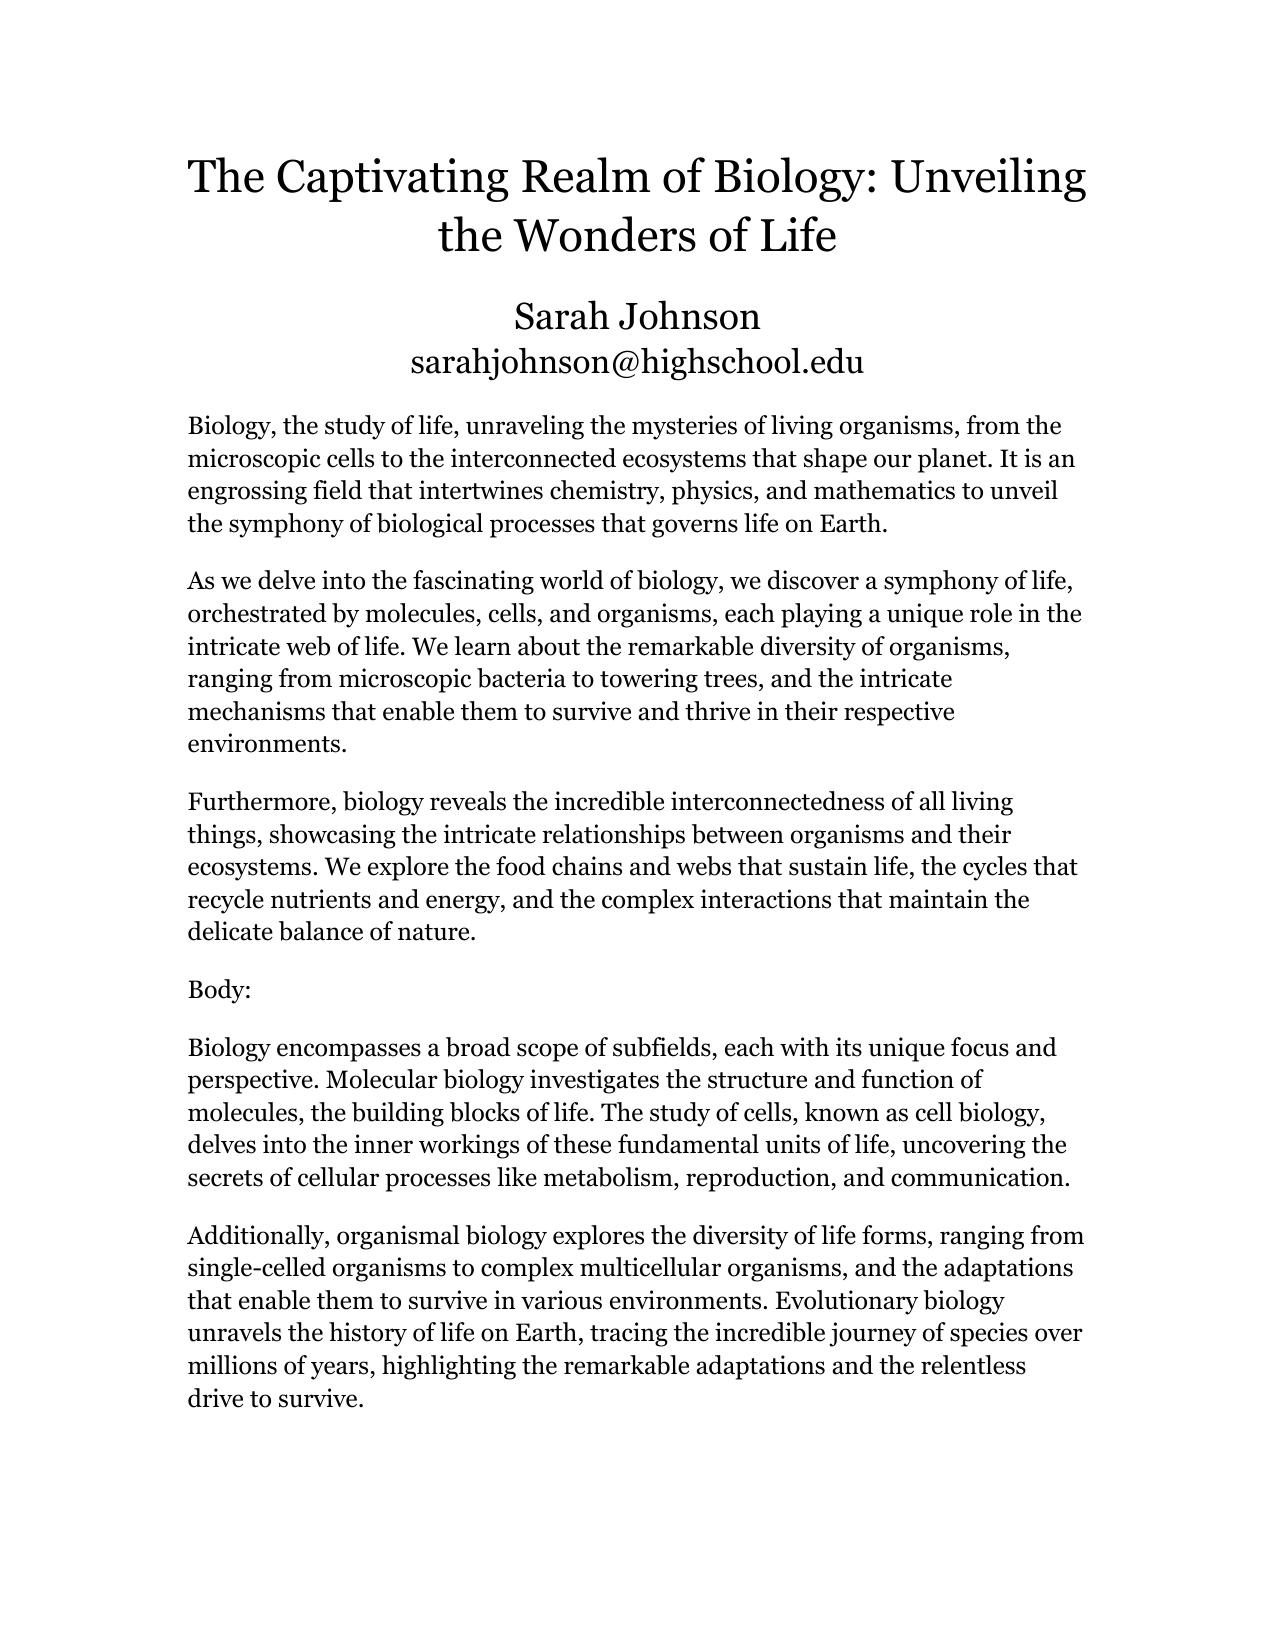 The Captivating Realm of Biology: Unveiling
the Wonders of Life
Sarah Johnson
sarahjohnson@highschool.edu
Biology, the study of life, unraveling the mysteries of living organisms, from the
microscopic cells to the interconnected ecosystems that shape our planet. It is an
engrossing field that intertwines chemistry, physics, and mathematics to unveil
the symphony of biological processes that governs life on Earth.
As we delve into the fascinating world of biology, we discover a symphony of life,
orchestrated by molecules, cells, and organisms, each playing a unique role in the
intricate web of life. We learn about the remarkable diversity of organisms,
ranging from microscopic bacteria to towering trees, and the intricate
mechanisms that enable them to survive and thrive in their respective
environments.
Furthermore, biology reveals the incredible interconnectedness of all living
things, showcasing the intricate relationships between organisms and their
ecosystems. We explore the food chains and webs that sustain life, the cycles that
recycle nutrients and energy, and the complex interactions that maintain the
delicate balance of nature.
Body:
Biology encompasses a broad scope of subfields, each with its unique focus and
perspective. Molecular biology investigates the structure and function of
molecules, the building blocks of life. The study of cells, known as cell biology,
delves into the inner workings of these fundamental units of life, uncovering the
secrets of cellular processes like metabolism, reproduction, and communication.
Additionally, organismal biology explores the diversity of life forms, ranging from
single-celled organisms to complex multicellular organisms, and the adaptations
that enable them to survive in various environments. Evolutionary biology
unravels the history of life on Earth, tracing the incredible journey of species over
millions of years, highlighting the remarkable adaptations and the relentless
drive to survive.